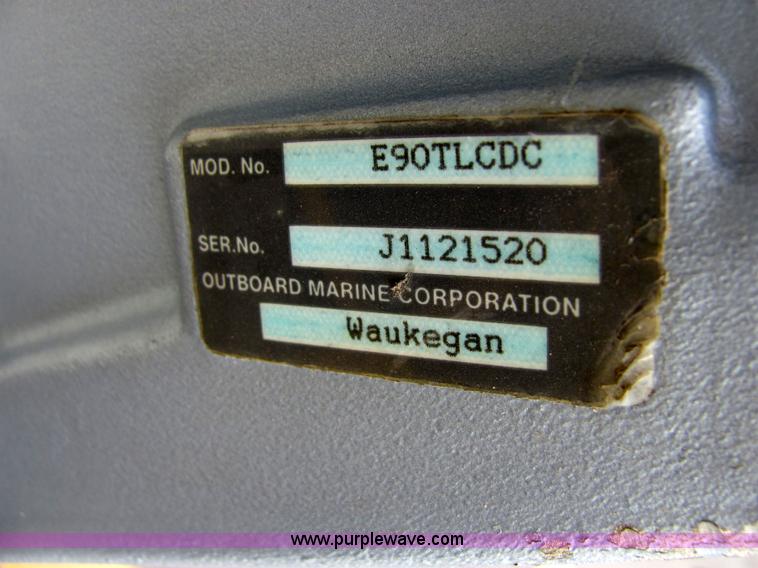 MOD. No. E90TLCDC
SER.No. J1121520
OUTBOARD MARINE CORPORATION
Waukegan
www.purplewave.com